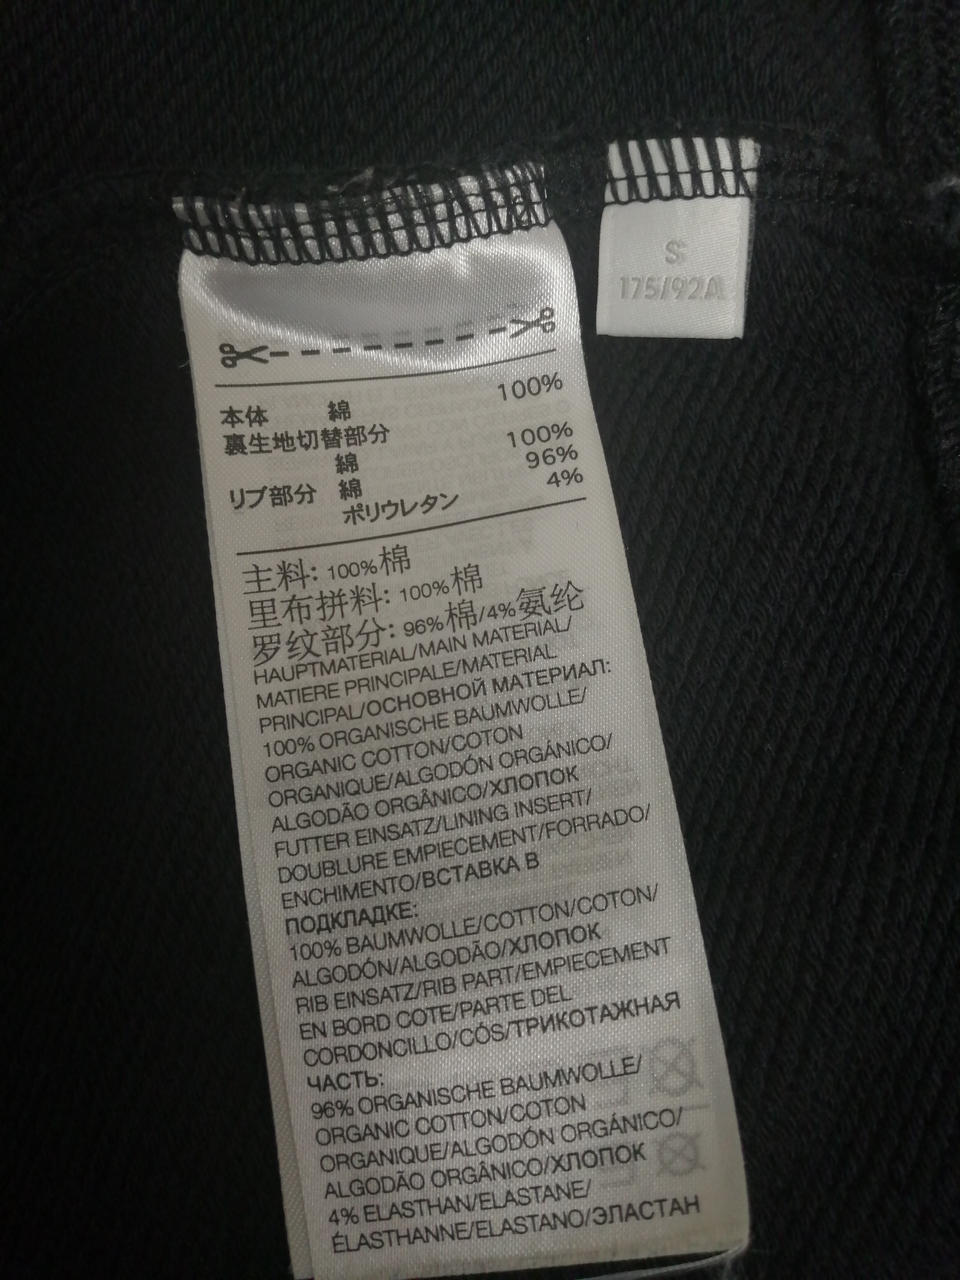 S
175/92A
本体 綿 100%
裏生地切替部分
綿 100%
リブ部分 綿 96%
ポリウレタン 4%
主料: 100%棉
里布拼料: 100%棉
罗纹部分: 96%棉/4%氨纶
HAUPTMATERIAL/MAIN MATERIAL/
MATIERE PRINCIPALE/MATERIAL
PRINCIPAL/ОСНОВНОЙ МАТЕРИАЛ:
100% ORGANISCHE BAUMWOLLE/
ORGANIC COTTON/COTON
ORGANIQUE/ALGODÓN ORGÁNICO/
ALGODÃO ORGÂNICO/ХЛОПОК
FUTTER EINSATZ/LINING INSERT/
DOUBLURE EMPIECEMENT/FORRADO/
ENCHIMENTO/ВСТАВКА В
ПОДКЛАДКЕ:
100% BAUMWOLLE/COTTON/COTON/
ALGODÓN/ALGODÃO/ХЛОПОК
RIB EINSATZ/RIB PART/EMPIECEMENT
EN BORD COTE/PARTE DEL
CORDONCILLO/CÓS/ТРИКОТАЖНАЯ
ЧАСТЬ:
96% ORGANISCHE BAUMWOLLE/
ORGANIC COTTON/COTON
ORGANIQUE/ALGODÓN ORGÁNICO/
ALGODÃO ORGÂNICO/ХЛОПОК
4% ELASTHAN/ELASTANE/
ÉLASTHANNE/ELASTANO/ЭЛАСТАН